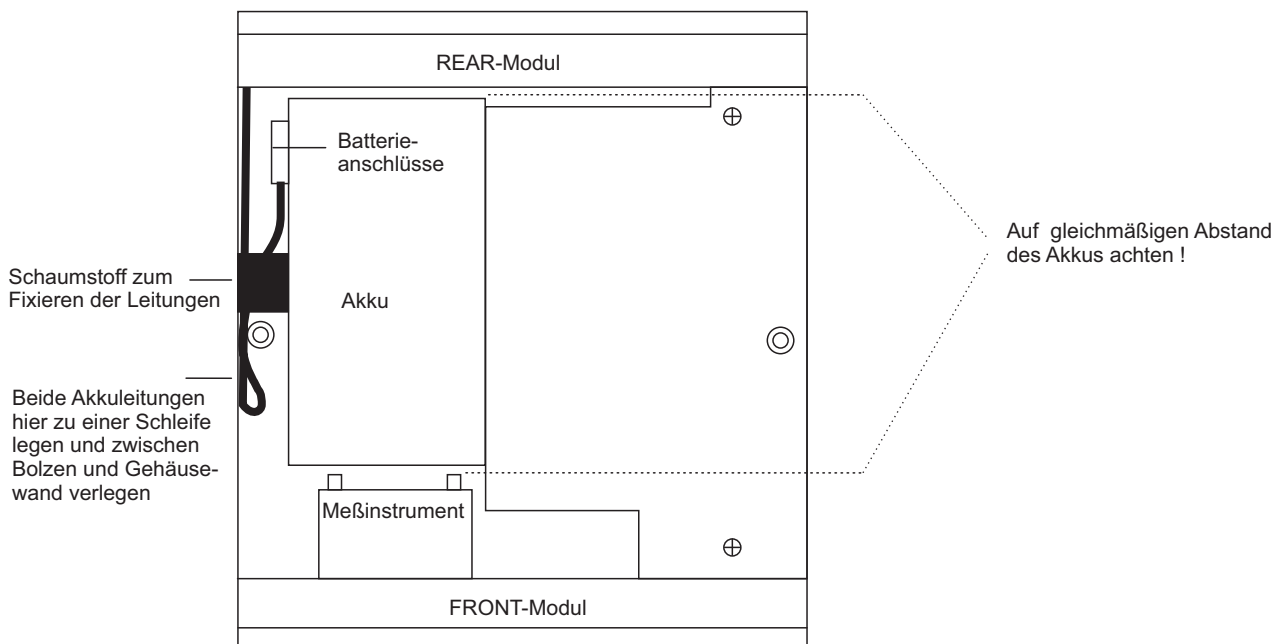 REAR-Modul
Batterie-
anschlüsse
Auf gleichmäßigen Abstand
des Akkus achten !
Schaumstoff zum
Fixieren der Leitungen
Akku
Beide Akkuleitungen
hier zu einer Schleife
legen und zwischen
Bolzen und Gehäuse-
wand verlegen
Meßinstrument
FRONT-Modul